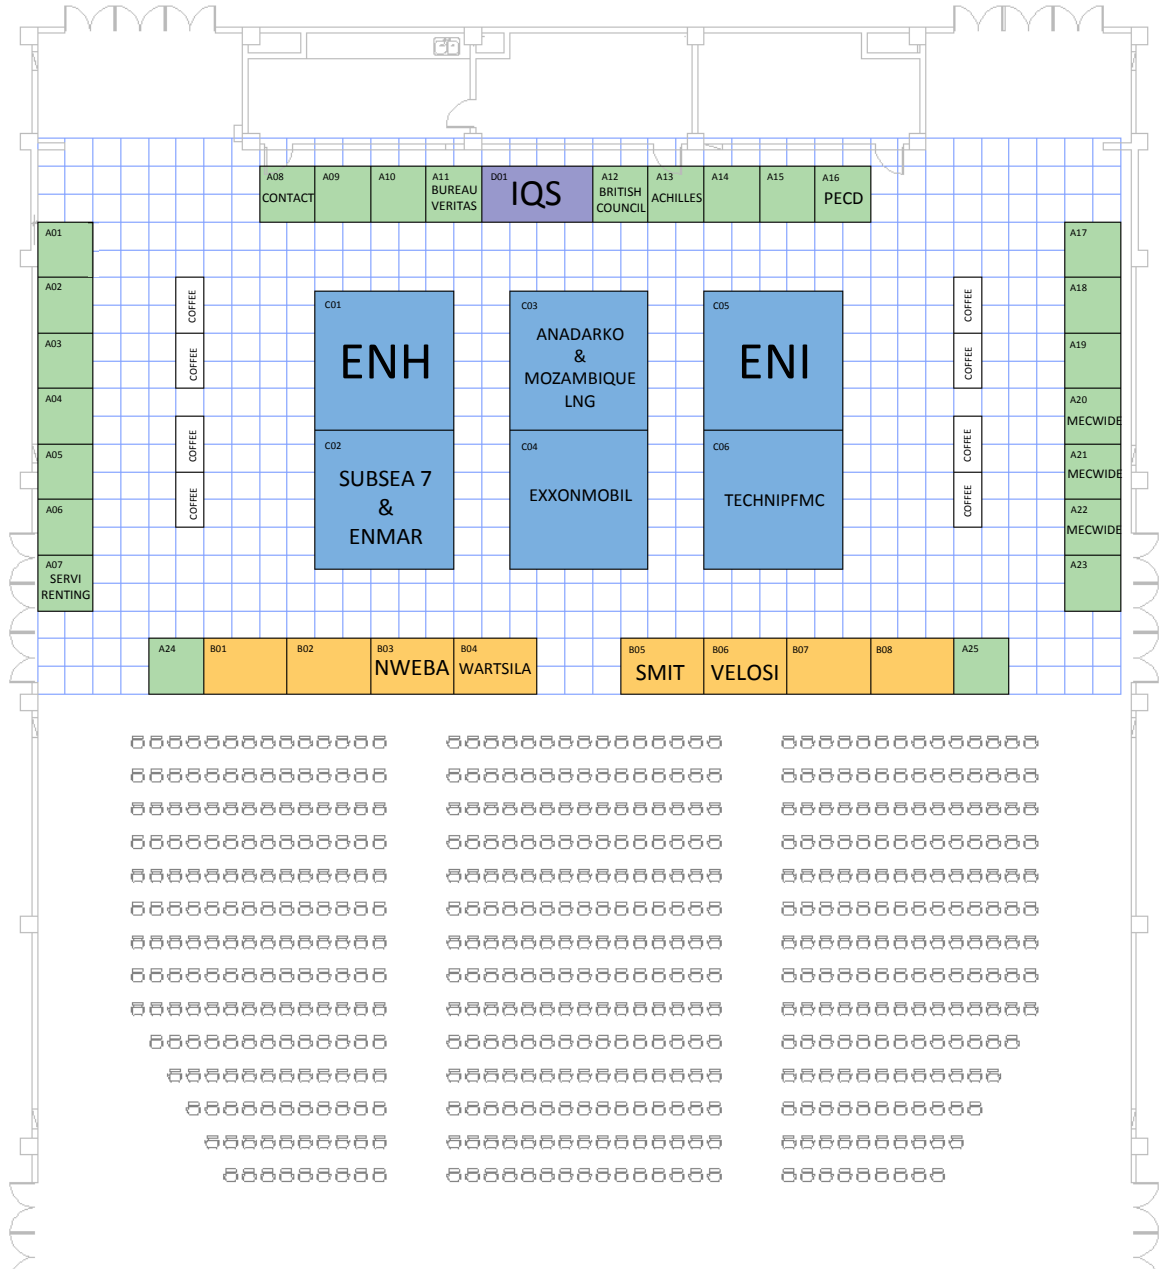 A08
CONTACT
A09
A10
A11
BUREAU
VERITAS
D01
IQS
A12
BRITISH
COUNCIL
A13
ACHILLES
A14
A15
A16
PECD
A01
A02
A03
A04
A05
A06
A07
SERVI
RENTING
COFFEE
COFFEE
COFFEE
COFFEE
C01
ENH
C02
SUBSEA 7
&
ENMAR
C03
ANADARKO
&
MOZAMBIQUE
LNG
C04
EXXONMOBIL
C05
ENI
C06
TECHNIPFMC
COFFEE
COFFEE
COFFEE
COFFEE
A17
A18
A19
A20
MECWIDE
A21
MECWIDE
A22
MECWIDE
A23
A24
B01
B02
B03
NWEBA
B04
WARTSILA
B05
SMIT
B06
VELOSI
B07
B08
A25